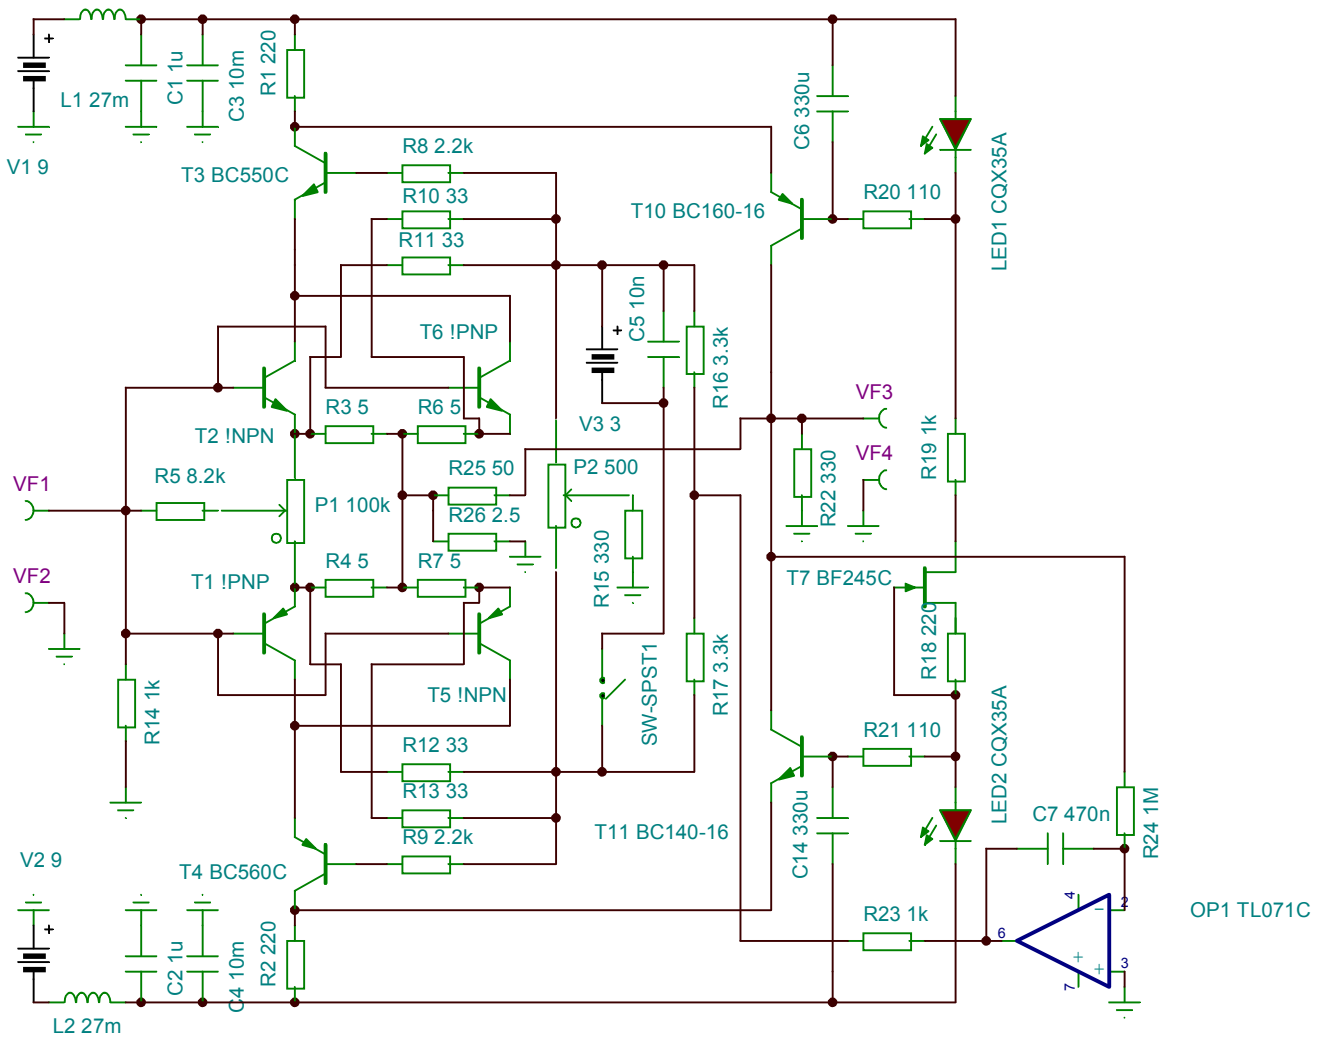 L1 27m
V1 9
C1 1u
C3 10m
R1 220
T3 BC550C
R8 2.2k
R10 33
R11 33
T6 !PNP
T2 !NPN
R3 5
R6 5
VF1
R5 8.2k
P1 100k
R25 50
R26 2.5
VF2
T1 !PNP
R4 5
R7 5
T5 !NPN
R14 1k
R12 33
R13 33
R9 2.2k
T4 BC560C
V2 9
C2 1u
C4 10m
R2 220
L2 27m
C5 10n
V3 3
R16 3.3k
P2 500
R15 330
SW-SPST1
R17 3.3k
C6 330u
T10 BC160-16
R20 110
LED1 CQX35A
VF3
VF4
R22 330
R19 1k
T7 BF245C
R18 220
R21 110
LED2 CQX35A
T11 BC140-16
C14 330u
C7 470n
R24 1M
R23 1k
OP1 TL071C
4
2
6
3
7